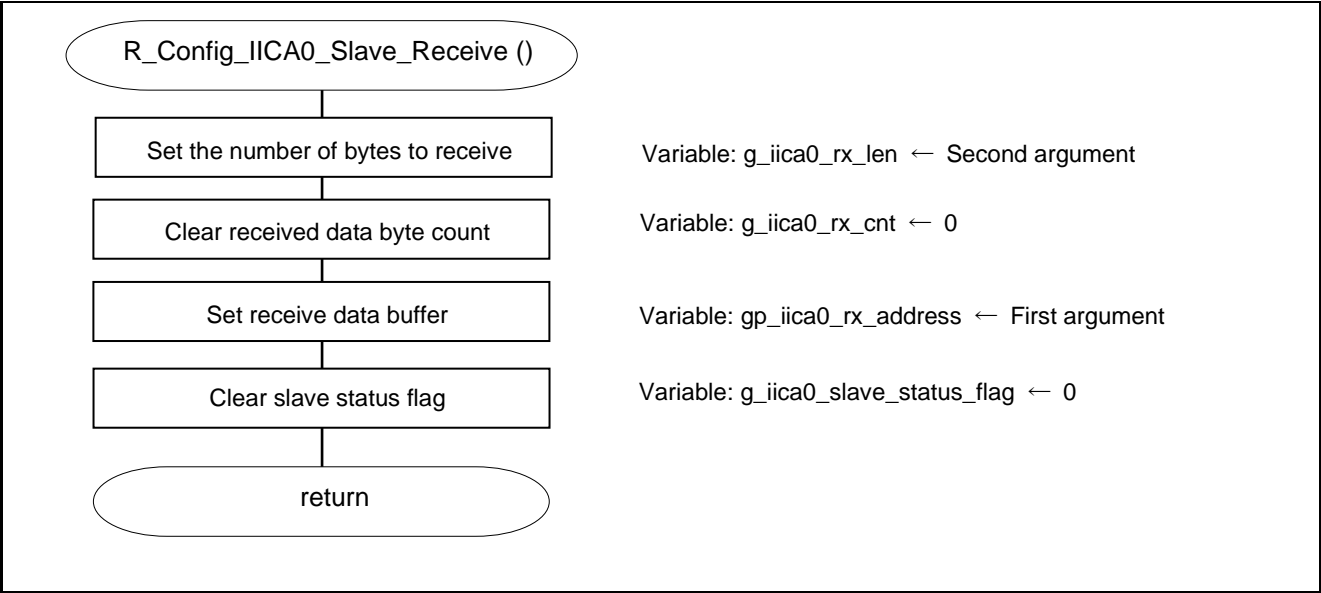 R_Config_IICA0_Slave_Receive ()
Set the number of bytes to receive
Variable: g_iica0_rx_len ← Second argument
Clear received data byte count
Variable: g_iica0_rx_cnt ← 0
Set receive data buffer
Variable: gp_iica0_rx_address ← First argument
Clear slave status flag
Variable: g_iica0_slave_status_flag ← 0
return